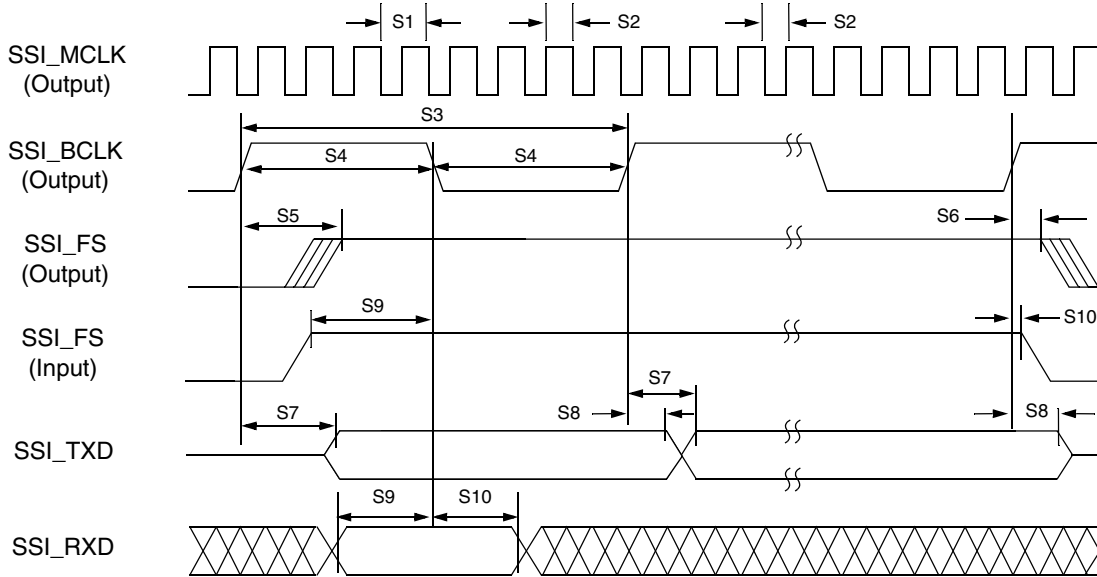 S1
S2
S2
SSI_MCLK
(Output)
S3
SSI_BCLK
(Output)
S4
S4
S5
S6
SSI_FS
(Output)
S9
S10
SSI_FS
(Input)
S7
S7
S8
S8
SSI_TXD
S9
S10
SSI_RXD